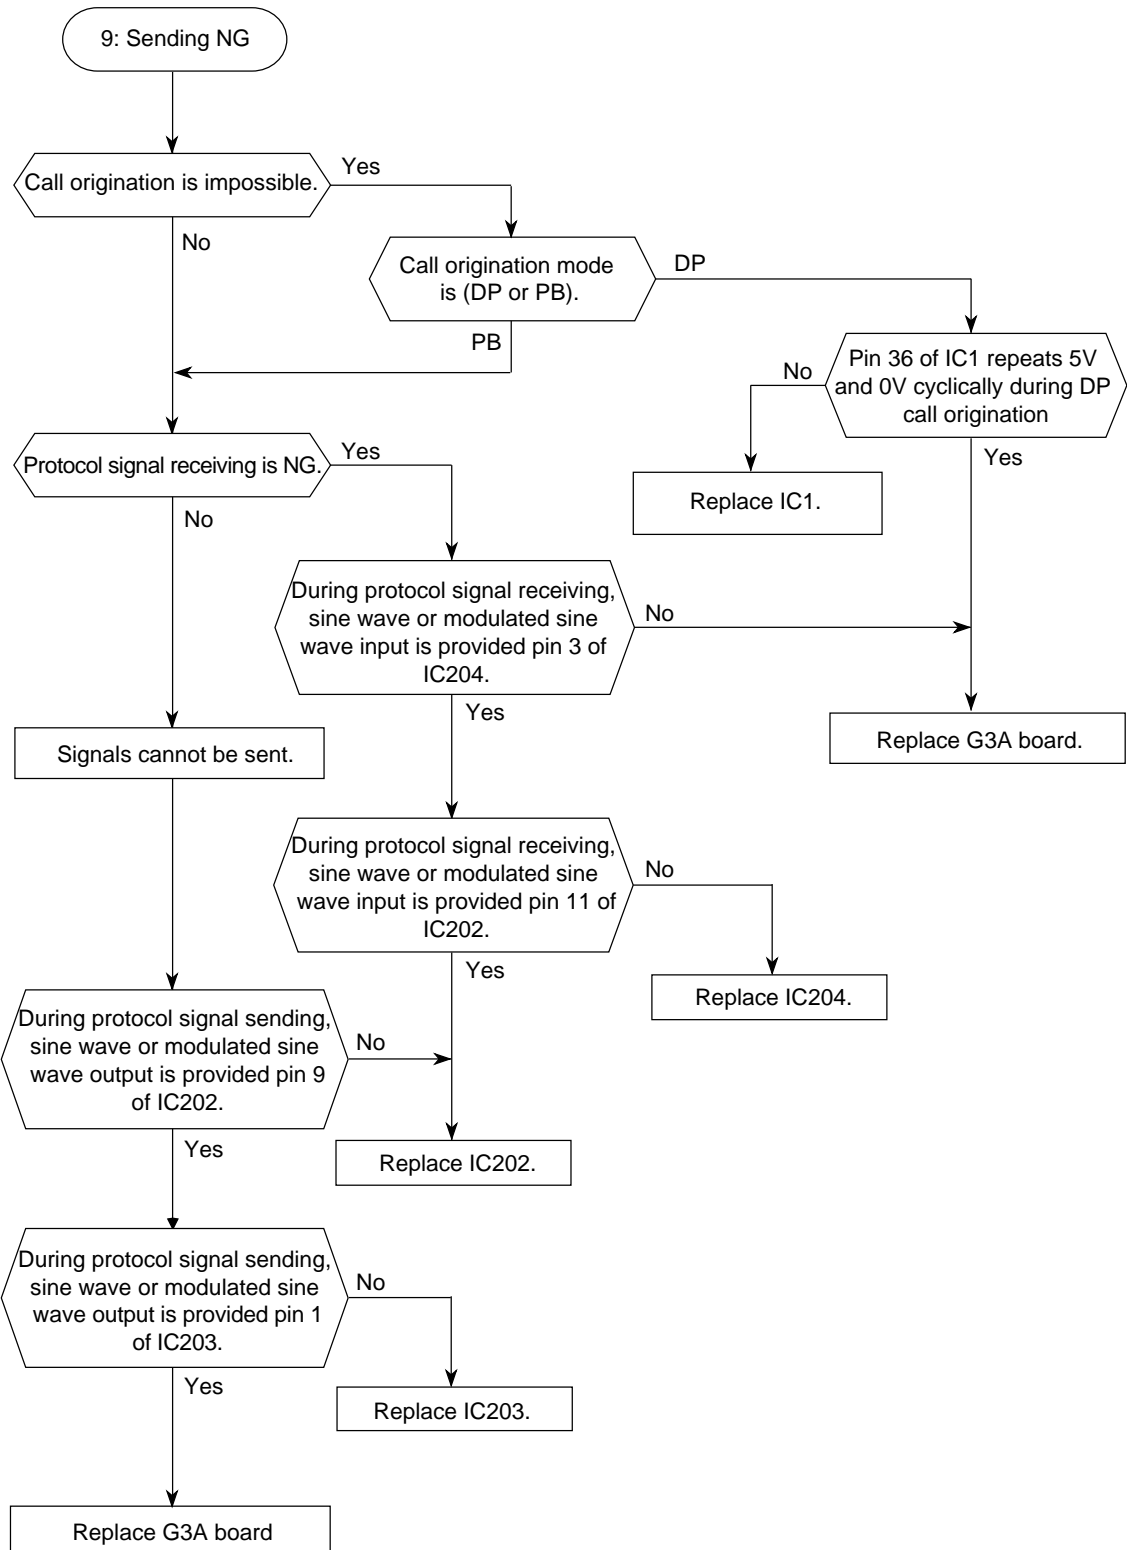 9: Sending NG
Call origination is impossible.
Yes
No
Call origination mode
is (DP or PB).
DP
PB
Pin 36 of IC1 repeats 5V
and 0V cyclically during DP
call origination
No
Yes
Replace IC1.
Protocol signal receiving is NG.
Yes
No
During protocol signal receiving,
sine wave or modulated sine
wave input is provided pin 3 of
IC204.
No
Yes
Replace G3A board.
Signals cannot be sent.
During protocol signal receiving,
sine wave or modulated sine
wave input is provided pin 11 of
IC202.
No
Yes
Replace IC204.
During protocol signal sending,
sine wave or modulated sine
wave output is provided pin 9
of IC202.
No
Yes
Replace IC202.
During protocol signal sending,
sine wave or modulated sine
wave output is provided pin 1
of IC203.
No
Yes
Replace IC203.
Replace G3A board